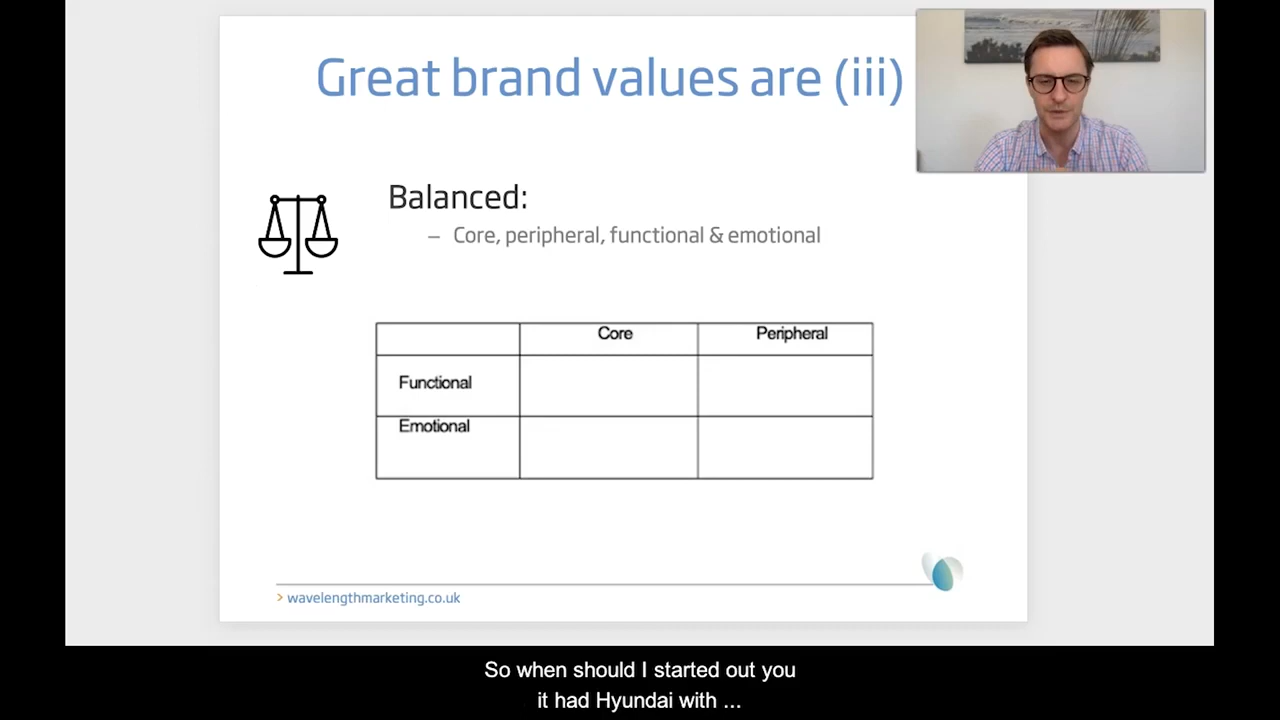 Great brand values are (iii)
Balanced:
– Core, peripheral, functional & emotional
Core Peripheral
Functional
Emotional
> wavelengthmarketing.co.uk
So when should I started out you
it had Hyundai with ...